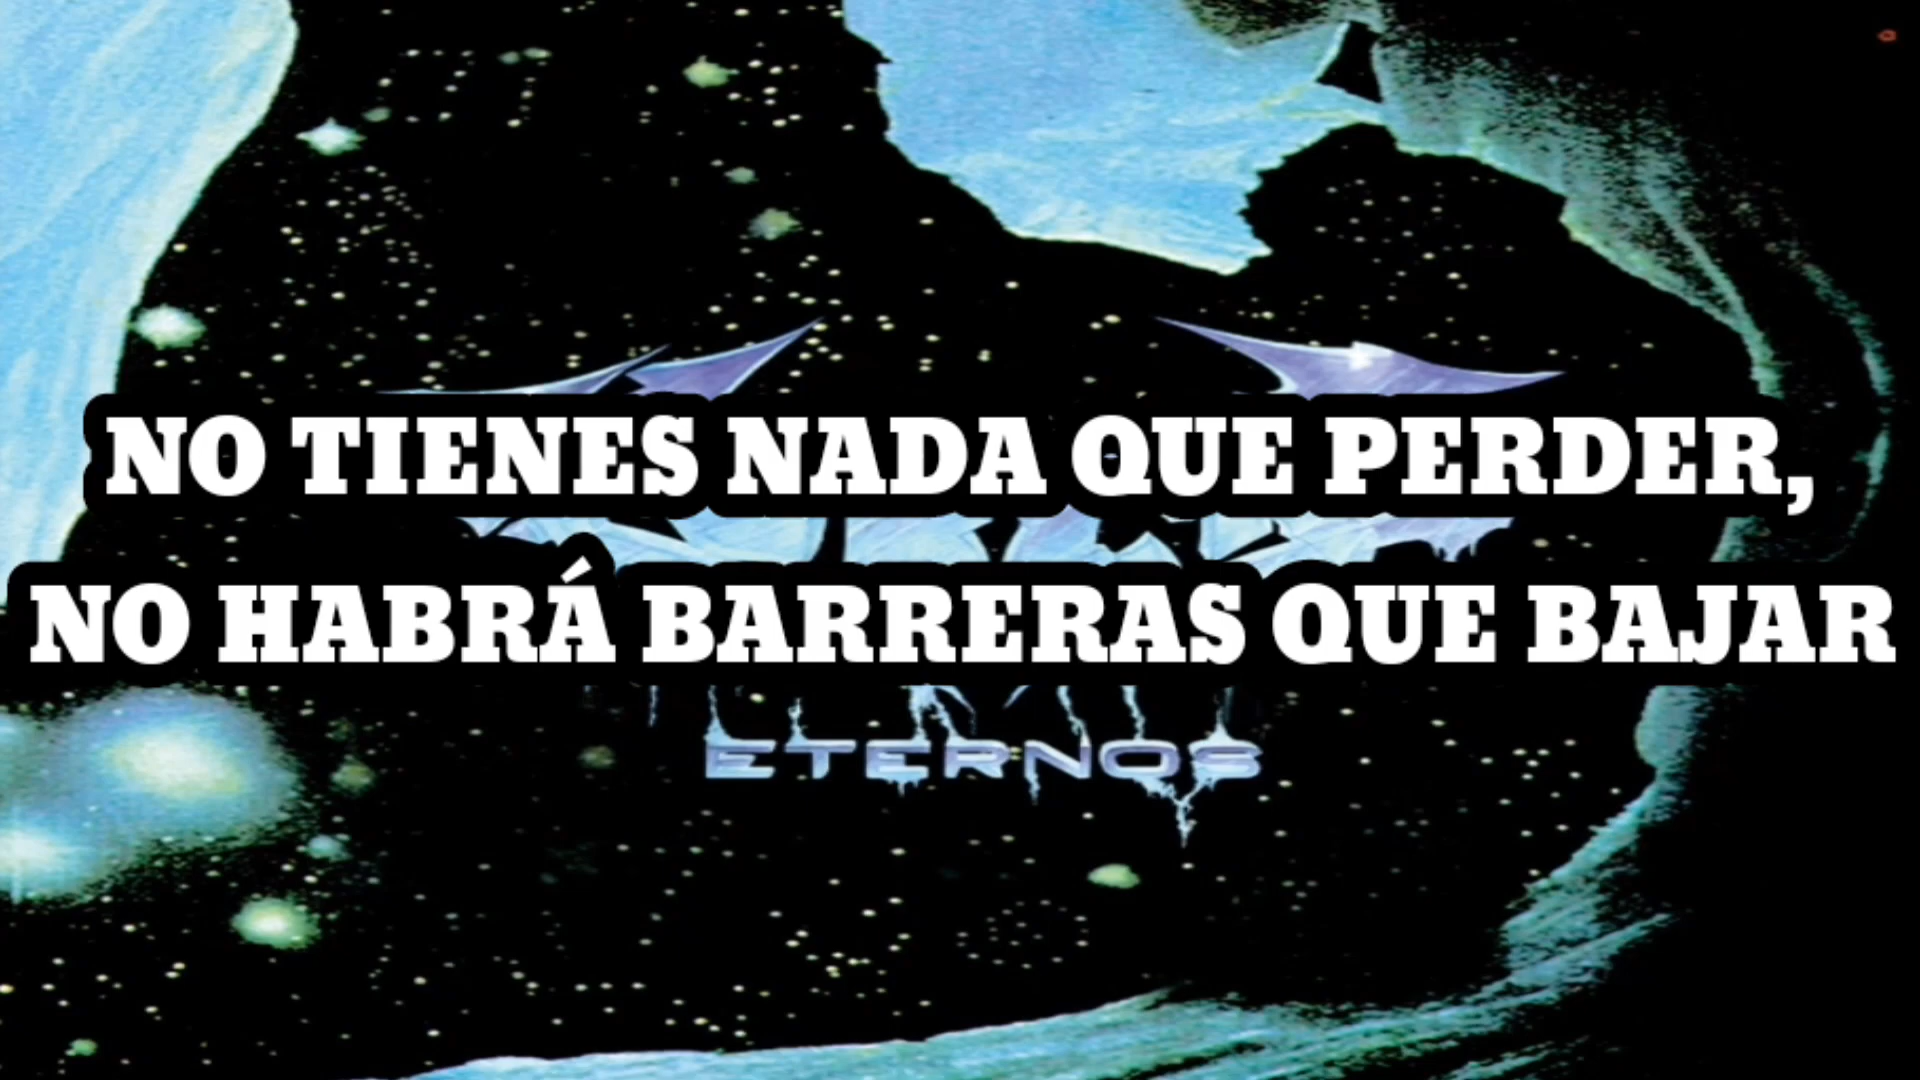 NO TIENES NADA QUE PERDER,
NO HABRÁ BARRERAS QUE BAJAR
ETERNOS